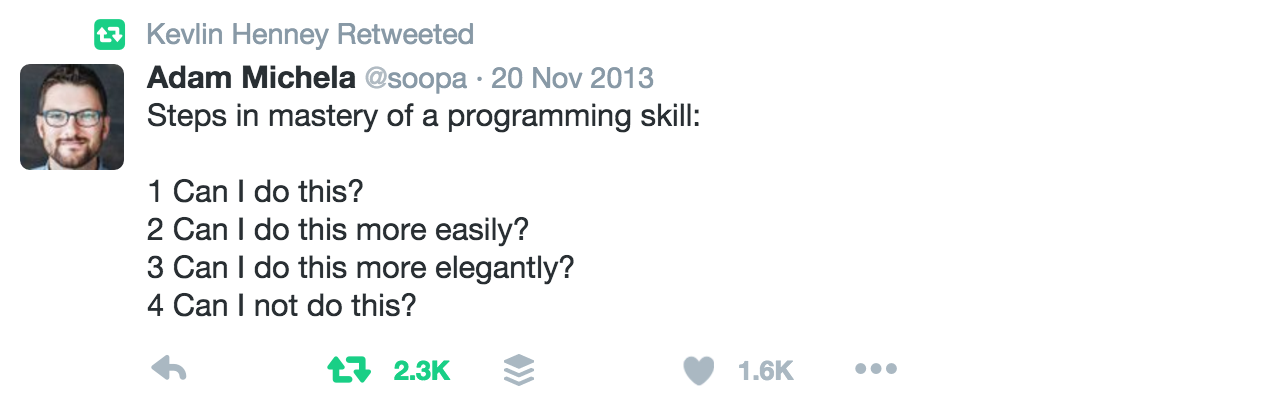 Kevlin Henney Retweeted
Adam Michela @soopa · 20 Nov 2013
Steps in mastery of a programming skill:
1 Can I do this?
2 Can I do this more easily?
3 Can I do this more elegantly?
4 Can I not do this?
2.3K 1.6K